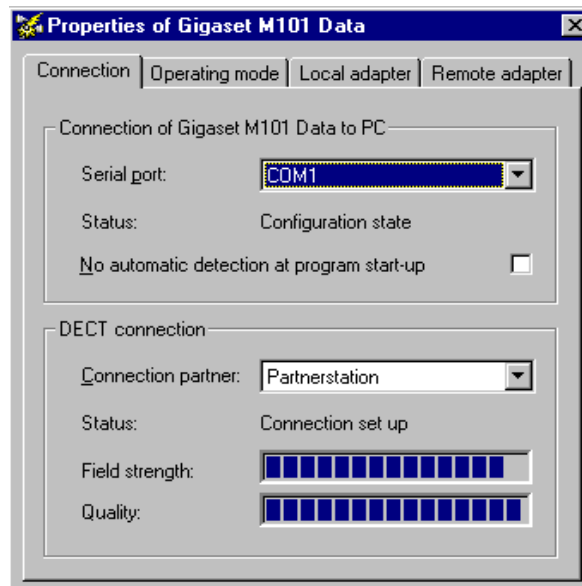 Properties of Gigaset M101 Data
Connection Operating mode Local adapter Remote adapter
Connection of Gigaset M101 Data to PC
Serial port: COM1
Status: Configuration state
No automatic detection at program start-up
DECT connection
Connection partner: Partnerstation
Status: Connection set up
Field strength:
Quality: